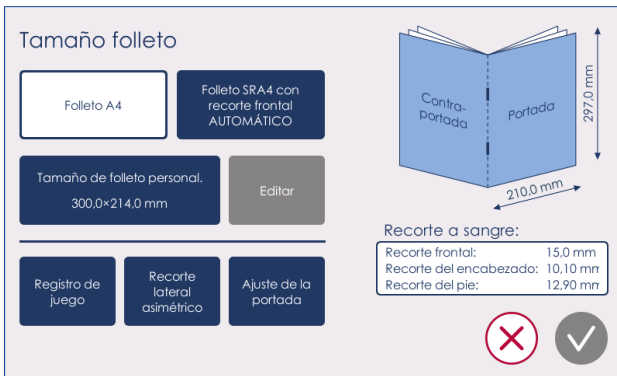 Tamaño folleto
Folleto A4
Folleto SRA4 con
recorte frontal
AUTOMÁTICO
Tamaño de folleto personal.
300,0×214,0 mm
Editar
Registro de
juego
Recorte
lateral
asimétrico
Ajuste de la
portada
Contra-
portada
Portada
297,0 mm
210,0 mm
Recorte a sangre:
Recorte frontal: 15,0 mm
Recorte del encabezado: 10,10 mm
Recorte del pie: 12,90 mm